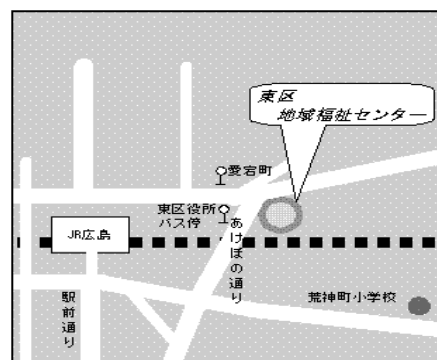 東区
地域福祉センター
愛宕町
東区役所
バス停
あけぼの通り
JR広島
駅前通り
荒神町小学校